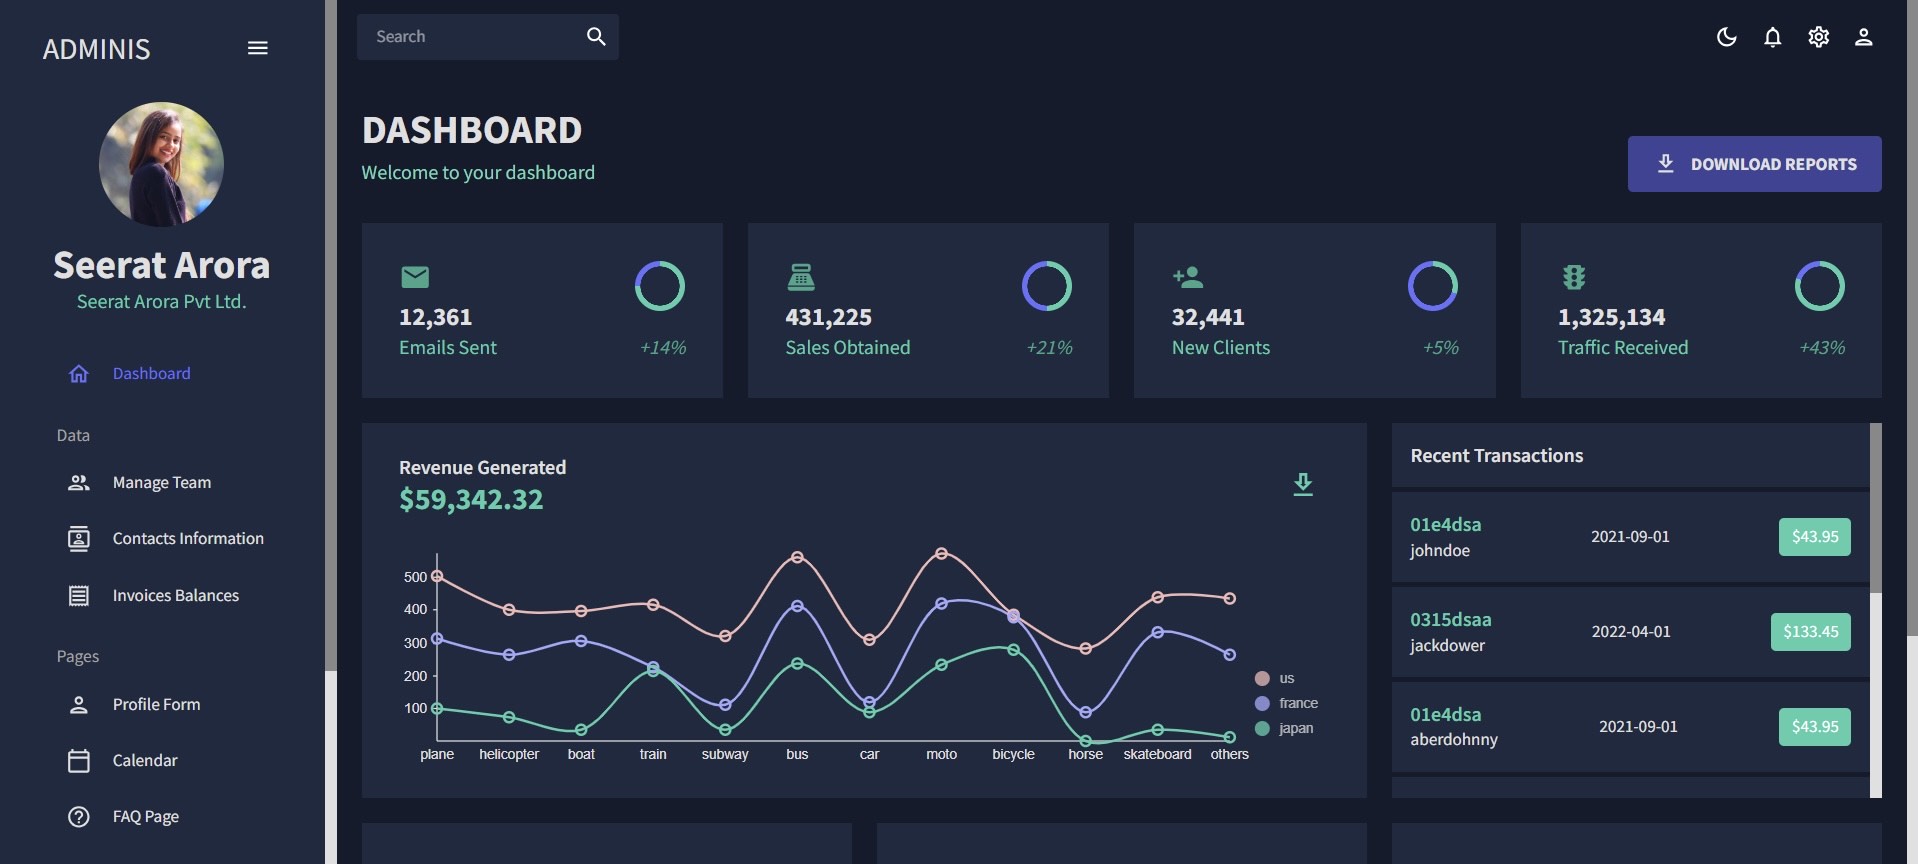 ADMINIS
Seerat Arora
Seerat Arora Pvt Ltd.
Dashboard
Data
Manage Team
Contacts Information
Invoices Balances
Pages
Profile Form
Calendar
FAQ Page
Search
DASHBOARD
Welcome to your dashboard
DOWNLOAD REPORTS
12,361
Emails Sent +14%
431,225
Sales Obtained +21%
32,441
New Clients +5%
1,325,134
Traffic Received +43%
Revenue Generated
$59,342.32
500
400
300
200
100
plane helicopter boat train subway bus car moto bicycle horse skateboard others
us
france
japan
Recent Transactions
01e4dsa
johndoe
2021-09-01
$43.95
0315dsaa
jackdower
2022-04-01
$133.45
01e4dsa
aberdohnny
2021-09-01
$43.95